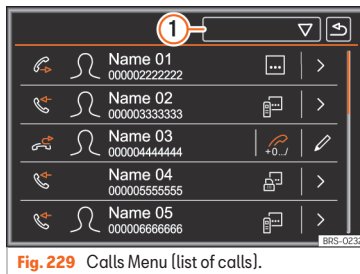 1
Name 01
000002222222
Name 02
000003333333
Name 03
000004444444
+0../
Name 04
000005555555
Name 05
000006666666
BRS-0232
Fig. 229 Calls Menu (list of calls).